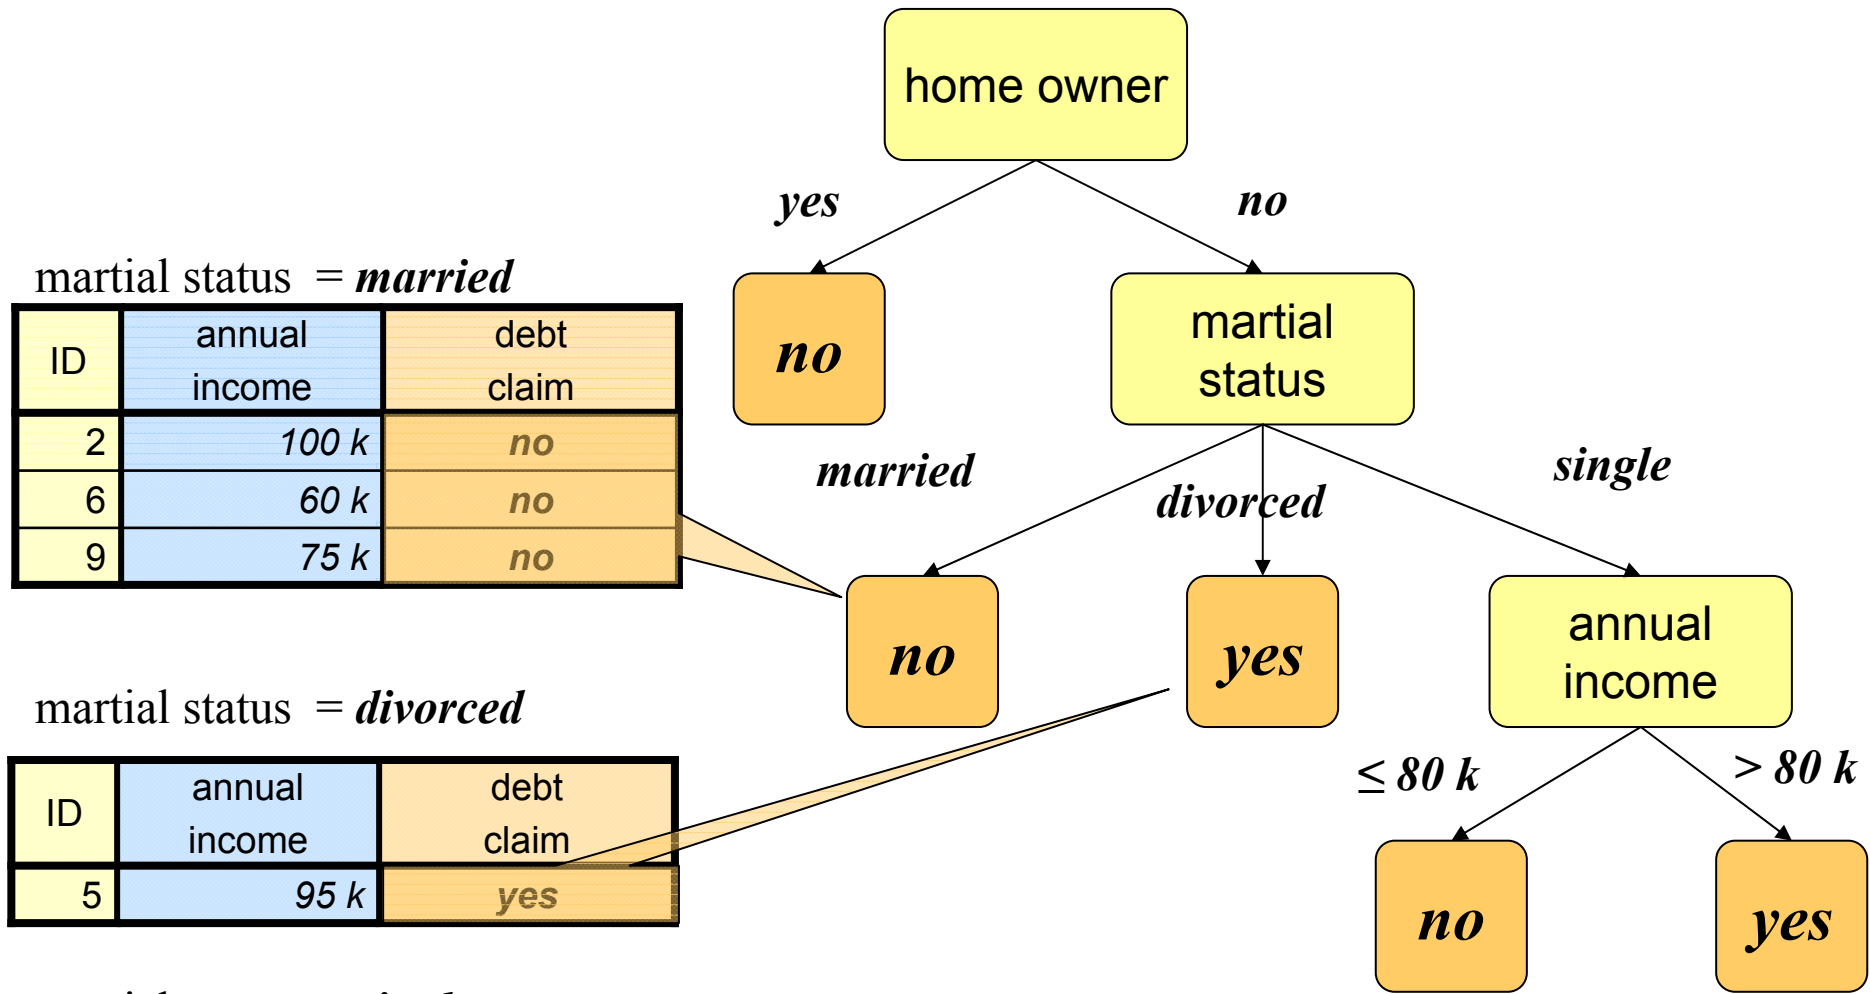 home owner
yes
no
martial status = married
ID
annual
income
debt
claim
2
100 k
no
6
60 k
no
9
75 k
no
no
martial
status
married
divorced
single
no
yes
annual
income
martial status = divorced
ID
annual
income
debt
claim
5
95 k
yes
≤ 80 k
> 80 k
no
yes